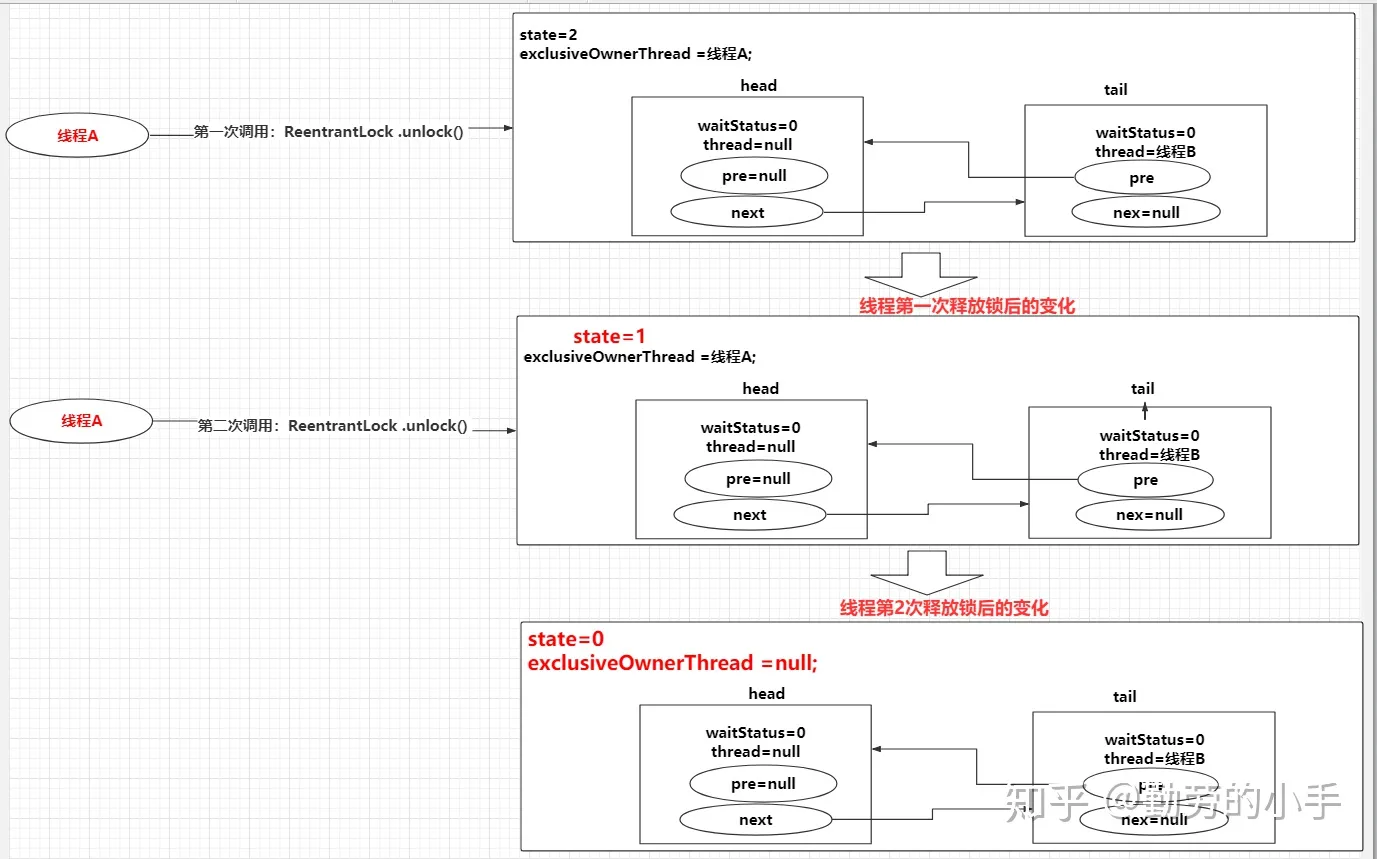 state=2
exclusiveOwnerThread =线程A;
head
tail
waitStatus=0
thread=null
pre=null
next
waitStatus=0
thread=线程B
pre
nex=null
线程A
第一次调用：ReentrantLock .unlock()
线程第一次释放锁后的变化
state=1
exclusiveOwnerThread =线程A;
head
tail
waitStatus=0
thread=null
pre=null
next
waitStatus=0
thread=线程B
pre
nex=null
线程A
第二次调用：ReentrantLock .unlock()
线程第2次释放锁后的变化
state=0
exclusiveOwnerThread =null;
head
tail
waitStatus=0
thread=null
pre=null
next
waitStatus=0
thread=线程B
pre
nex=null
知乎 @勤劳的小手